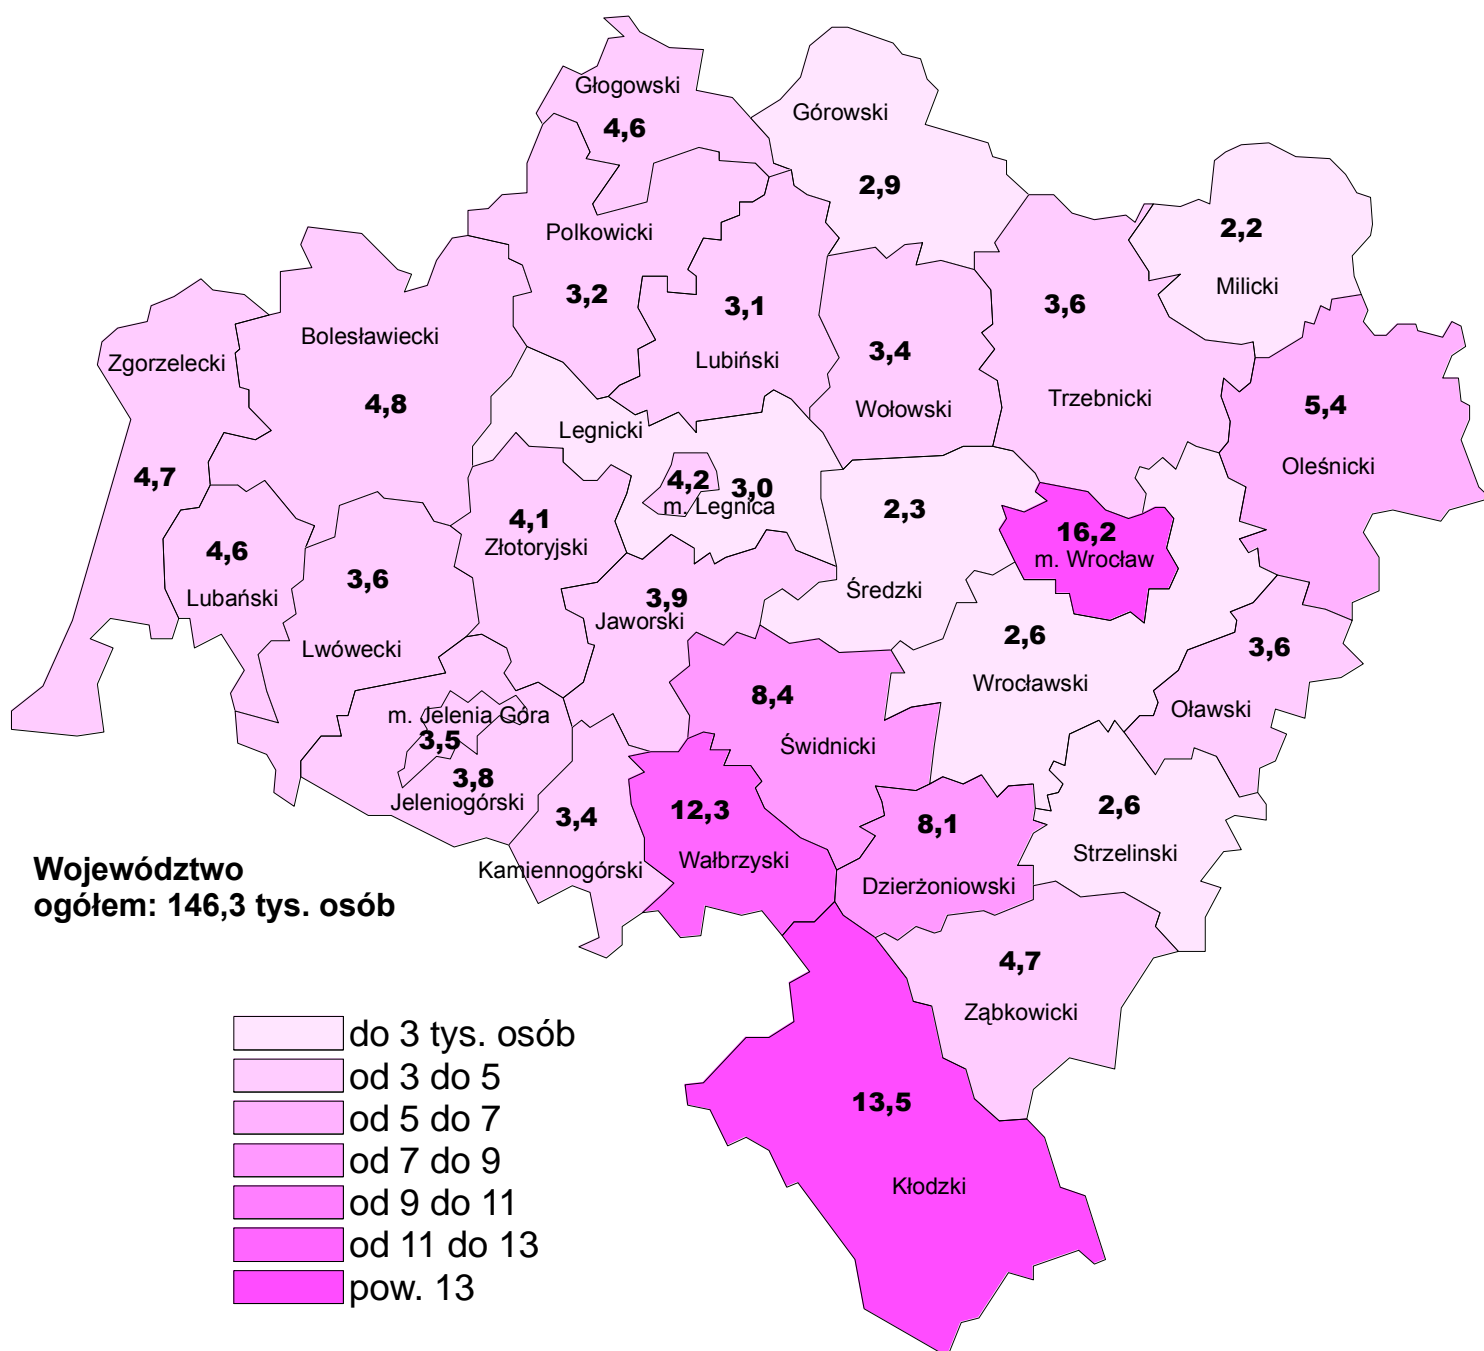 Głogowski
4,6
Górowski
2,9
2,2
Milicki
Polkowicki
3,2
3,1
Lubiński
3,6
Trzebnicki
Bolesławiecki
4,8
Zgorzelecki
4,7
3,4
Wołowski
5,4
Oleśnicki
Legnicki
4,2
3,0
m. Legnica
2,3
Średzki
16,2
m. Wrocław
4,1
Złotoryjski
4,6
Lubański
3,6
Lwówecki
3,9
Jaworski
2,6
Wrocławski
3,6
Oławski
8,4
Świdnicki
m. Jelenia Góra
3,5
3,8
Jeleniogórski
3,4
Kamiennogórski
12,3
Wałbrzyski
8,1
Dzierżoniowski
2,6
Strzelinski
Województwo
ogółem: 146,3 tys. osób
4,7
Ząbkowicki
13,5
Kłodzki
do 3 tys. osób
od 3 do 5
od 5 do 7
od 7 do 9
od 9 do 11
od 11 do 13
pow. 13